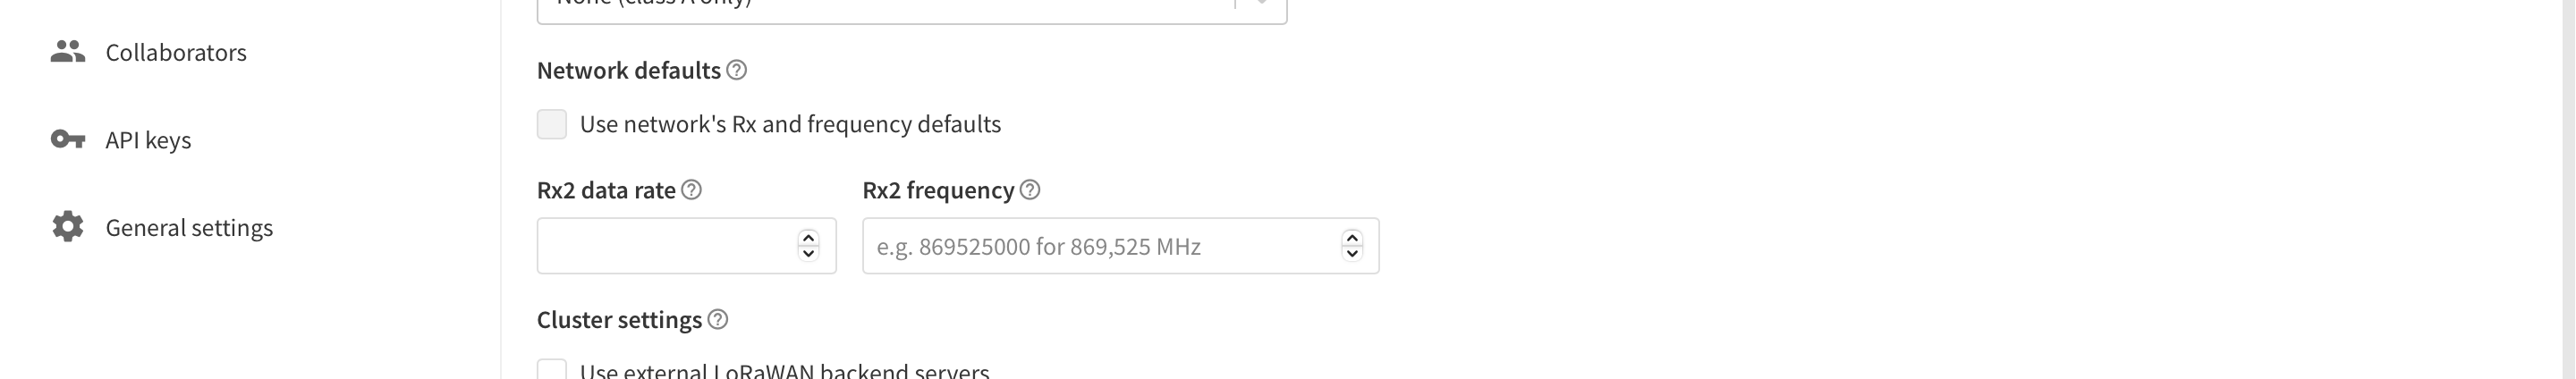 None (class A only)
Collaborators
Network defaults
Use network's Rx and frequency defaults
API keys
Rx2 data rate
Rx2 frequency
General settings
e.g. 869525000 for 869,525 MHz
Cluster settings
Use external LoRaWAN backend servers